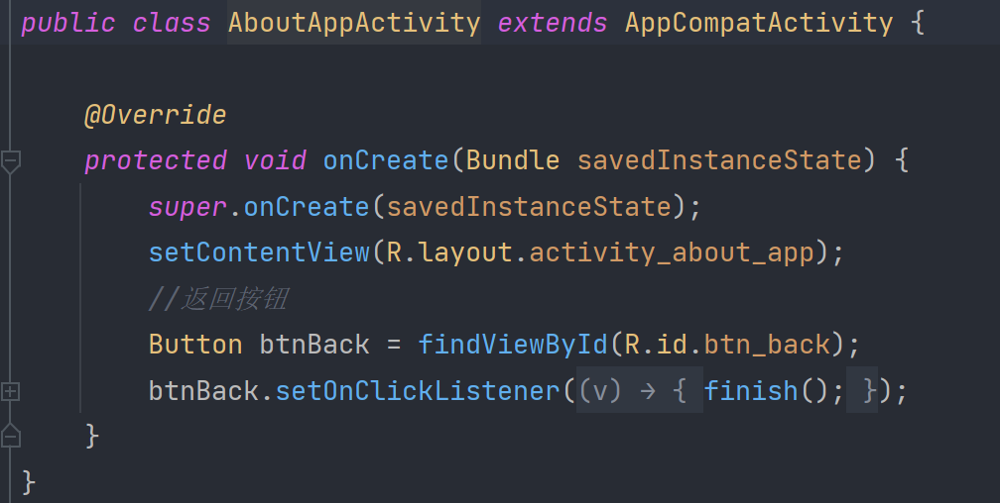 public class AboutAppActivity extends AppCompatActivity {
@Override
protected void onCreate(Bundle savedInstanceState) {
super.onCreate(savedInstanceState);
setContentView(R.layout.activity_about_app);
//返回按钮
Button btnBack = findViewById(R.id.btn_back);
btnBack.setOnClickListener((v) → { finish(); });
}
}